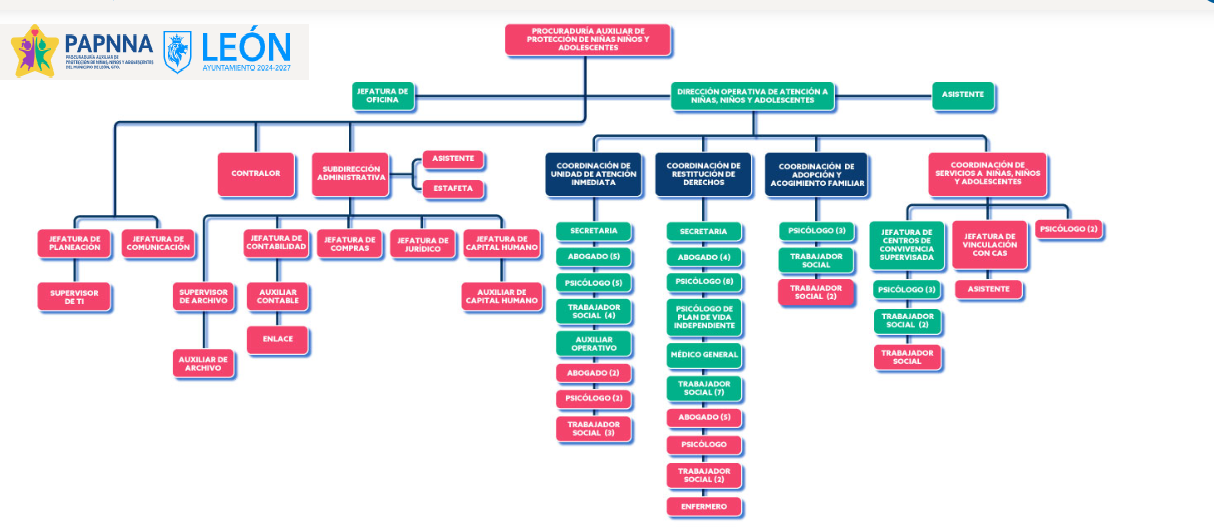 PAPNNA
PROCURADURÍA AUXILIAR DE
PROTECCIÓN DE NIÑAS, NIÑOS Y ADOLESCENTES
DEL MUNICIPIO DE LEÓN, GTO.
LEÓN
AYUNTAMIENTO 2024-2027
PROCURADURÍA AUXILIAR DE
PROTECCIÓN DE NIÑAS NIÑOS Y
ADOLESCENTES
JEFATURA DE
OFICINA
DIRECCIÓN OPERATIVA DE ATENCIÓN A
NIÑAS, NIÑOS Y ADOLESCENTES
ASISTENTE
CONTRALOR
SUBDIRECCIÓN
ADMINISTRATIVA
ASISTENTE
ESTAFETA
COORDINACIÓN DE
UNIDAD DE ATENCIÓN
INMEDIATA
COORDINACIÓN DE
RESTITUCIÓN DE
DERECHOS
COORDINACIÓN DE
ADOPCIÓN Y
ACOGIMIENTO FAMILIAR
COORDINACIÓN DE
SERVICIOS A NIÑAS, NIÑOS
Y ADOLESCENTES
JEFATURA DE
PLANEACIÓN
JEFATURA DE
COMUNICACIÓN
JEFATURA DE
CONTABILIDAD
JEFATURA DE
COMPRAS
JEFATURA DE
JURÍDICO
JEFATURA DE
CAPITAL HUMANO
SUPERVISOR
DE TI
SUPERVISOR
DE ARCHIVO
AUXILIAR
CONTABLE
AUXILIAR DE
CAPITAL HUMANO
ENLACE
AUXILIAR DE
ARCHIVO
SECRETARIA
ABOGADO (5)
PSICÓLOGO (5)
TRABAJADOR
SOCIAL (4)
AUXILIAR
OPERATIVO
ABOGADO (2)
PSICÓLOGO (2)
TRABAJADOR
SOCIAL (3)
SECRETARIA
ABOGADO (4)
PSICÓLOGO (8)
PSICÓLOGO DE
PLAN DE VIDA
INDEPENDIENTE
MÉDICO GENERAL
TRABAJADOR
SOCIAL (7)
ABOGADO (5)
PSICÓLOGO
TRABAJADOR
SOCIAL (2)
ENFERMERO
PSICÓLOGO (3)
TRABAJADOR
SOCIAL
TRABAJADOR
SOCIAL (2)
JEFATURA DE
CENTROS DE
CONVIVENCIA
SUPERVISADA
PSICÓLOGO (3)
TRABAJADOR
SOCIAL (2)
TRABAJADOR
SOCIAL
JEFATURA DE
VINCULACIÓN
CON CAS
ASISTENTE
PSICÓLOGO (2)